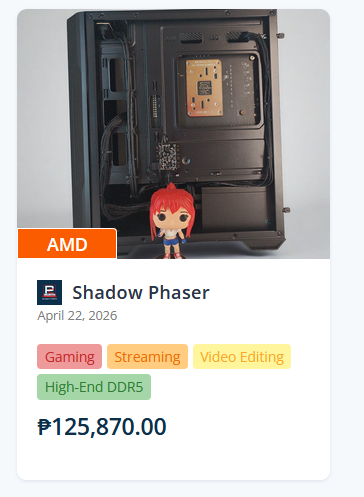 AMD
Shadow Phaser
April 22, 2026
Gaming Streaming Video Editing
High-End DDR5
₱125,870.00